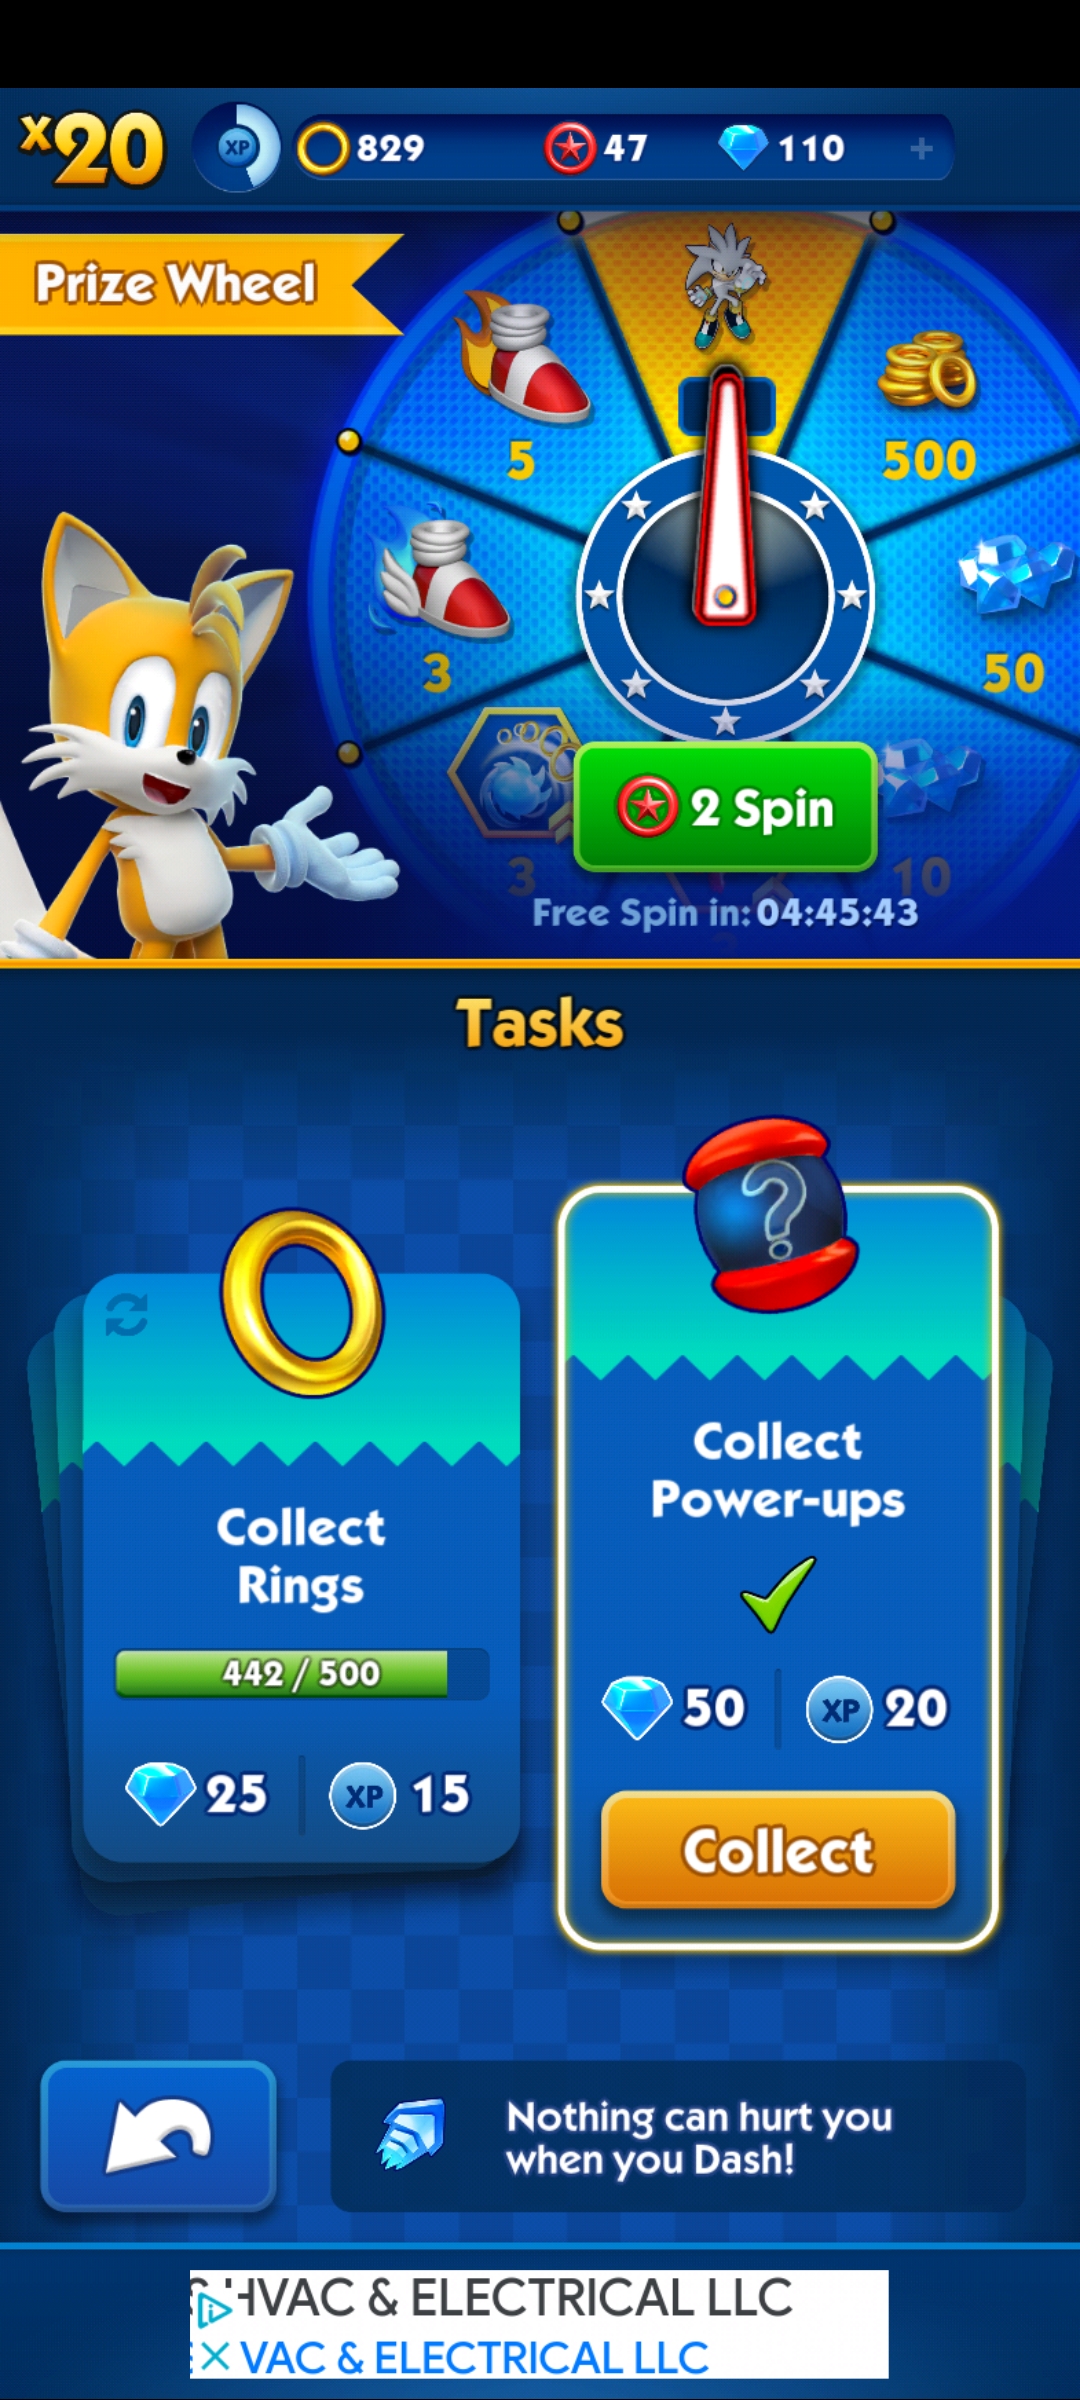 x20
XP
829
47
110
+
Prize Wheel
5
500
3
50
3
10
2 Spin
Free Spin in: 04:45:43
Tasks
?
Collect
Rings
442 / 500
25
XP 15
Collect
Power-ups
50
XP 20
Collect
Nothing can hurt you
when you Dash!
HVAC & ELECTRICAL LLC
VAC & ELECTRICAL LLC